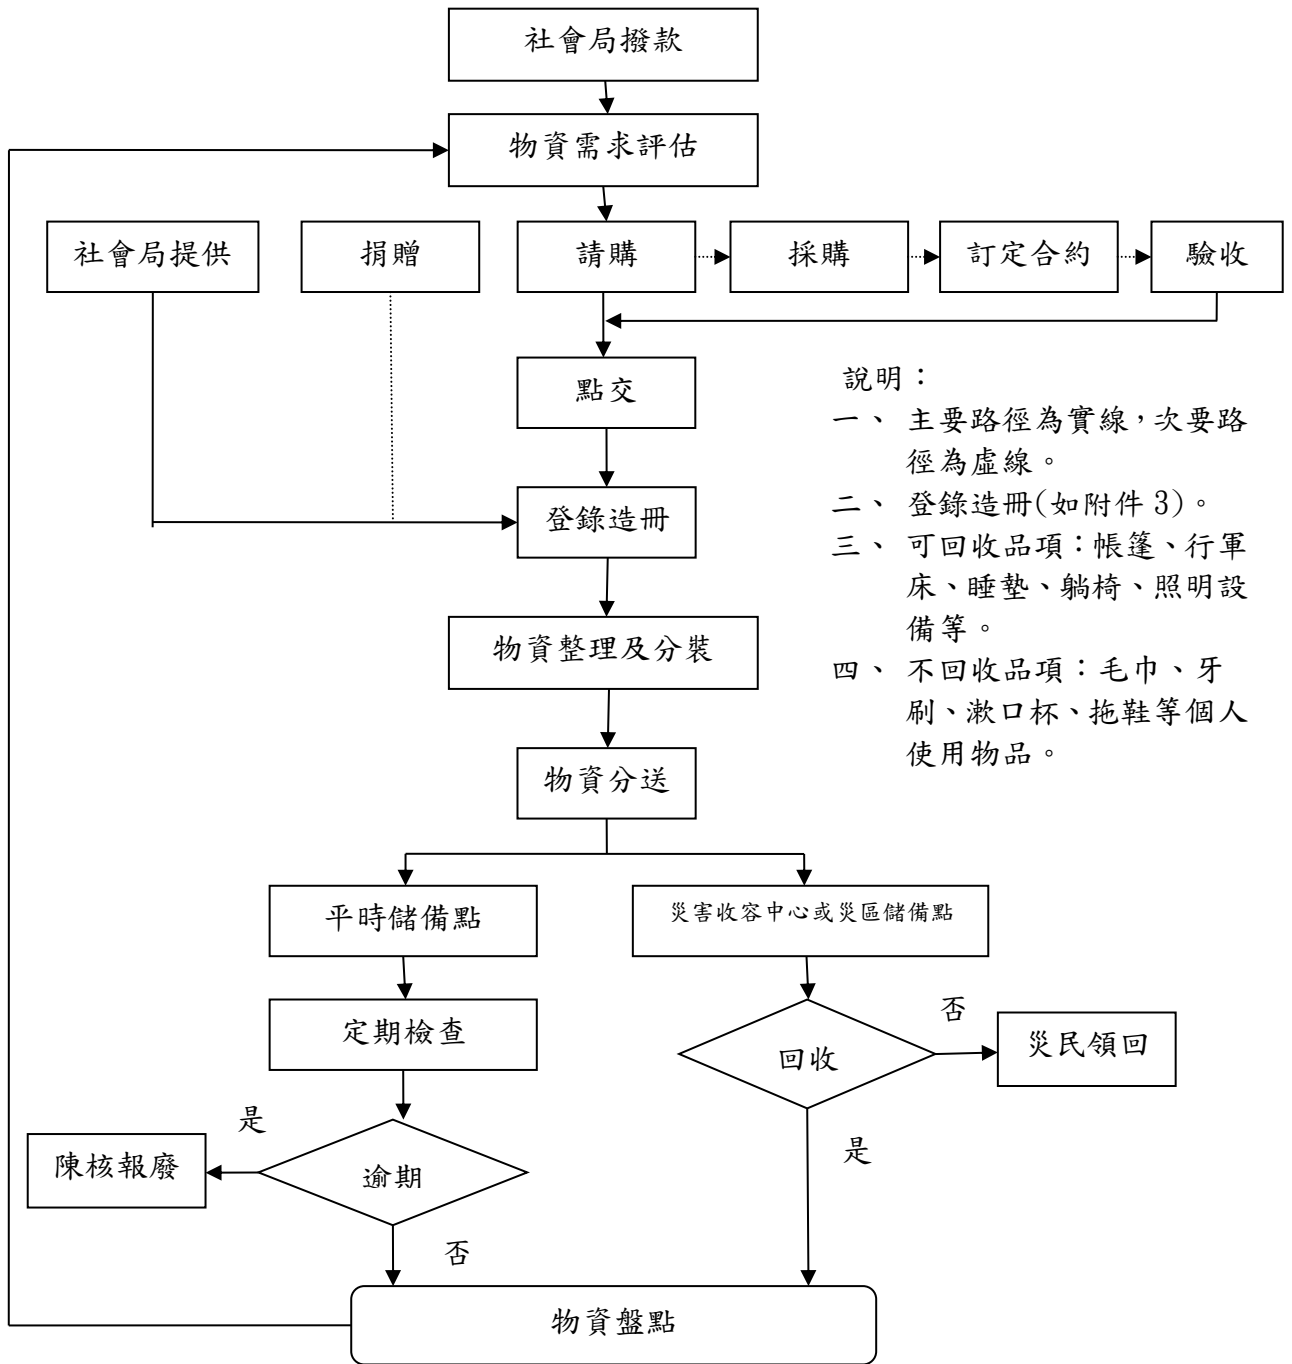 社會局撥款
物資需求評估
社會局提供
捐贈
請購
採購
訂定合約
驗收
點交
登錄造冊
物資整理及分裝
物資分送
說明：
一、 主要路徑為實線，次要路
徑為虛線。
二、 登錄造冊(如附件 3)。
三、 可回收品項：帳篷、行軍
床、睡墊、躺椅、照明設
備等。
四、 不回收品項：毛巾、牙
刷、漱口杯、拖鞋等個人
使用物品。
平時儲備點
災害收容中心或災區儲備點
定期檢查
回收
否
災民領回
是
陳核報廢
逾期
是
否
物資盤點